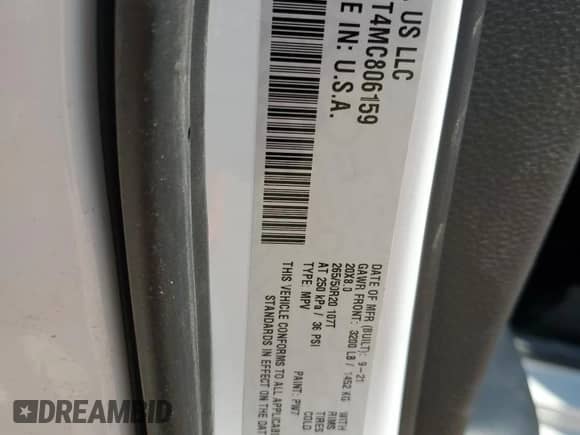 US LLC
E IN: U.S.A.
T4MC806159
DATE OF MFR (BUILT): 9-21
GAWR FRONT: 3200 LB / 1452 KG WITH
20X8.0 RIMS
265/50R20 107T TIRES
AT 250 kPa / 36 PSI COLD
TYPE: MPV PAINT: PW7
THIS VEHICLE CONFORMS TO ALL APPLICAB
STANDARDS IN EFFECT ON THE DAT
DREAMBID